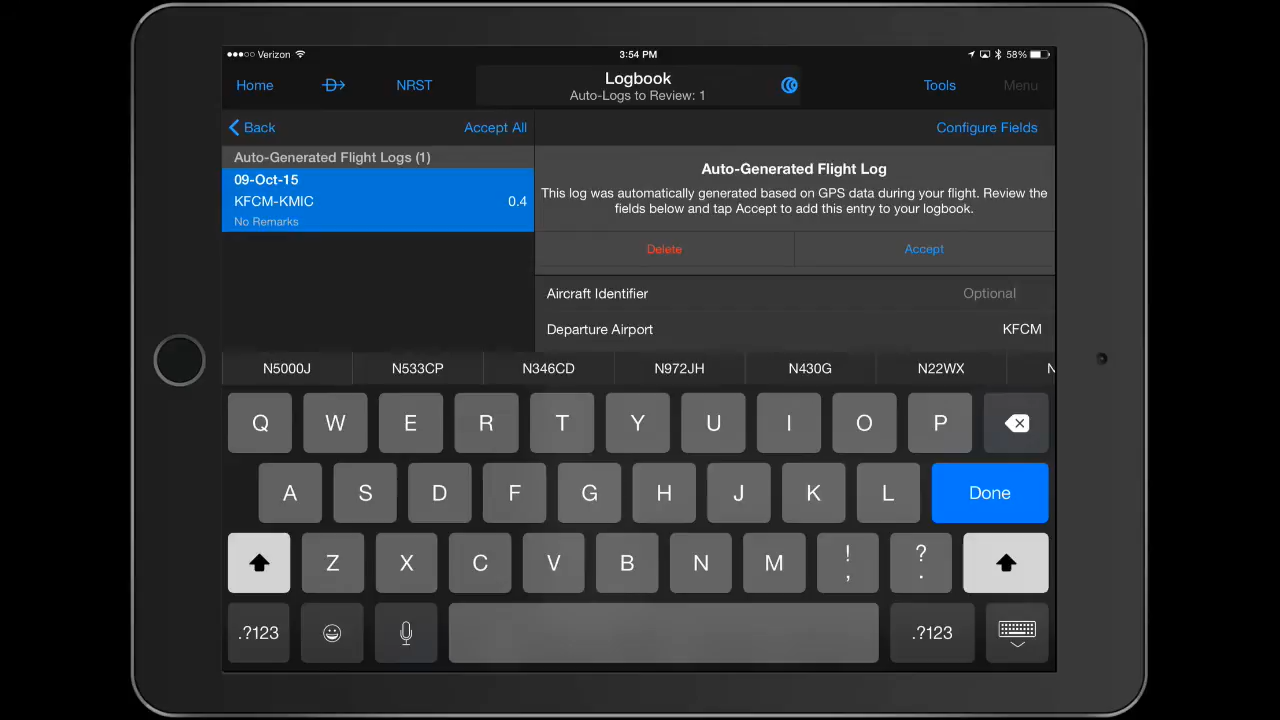 Verizon 3:54 PM 58%
Home NRST Logbook Tools Menu
Auto-Logs to Review: 1
Back Accept All Configure Fields
Auto-Generated Flight Logs (1)
09-Oct-15
KFCM-KMIC 0.4
No Remarks
Auto-Generated Flight Log
This log was automatically generated based on GPS data during your flight. Review the
fields below and tap Accept to add this entry to your logbook.
Delete Accept
Aircraft Identifier Optional
Departure Airport KFCM
N5000J N533CP N346CD N972JH N430G N22WX N
Q W E R T Y U I O P
A S D F G H J K L Done
Z X C V B N M ! , ? .
.?123 .?123